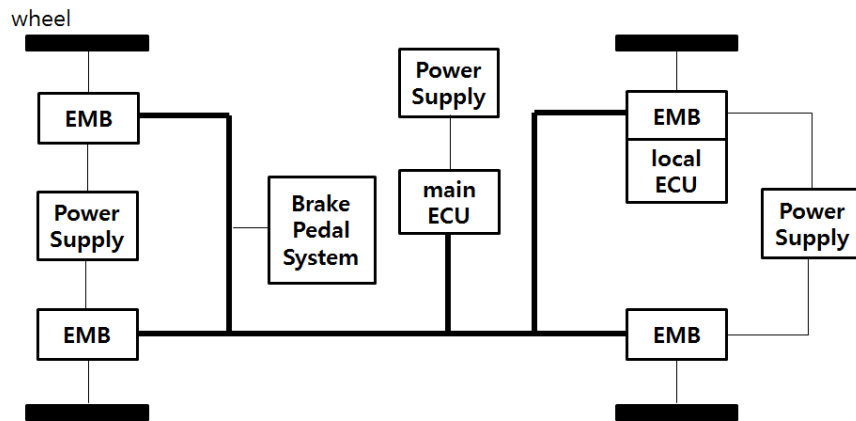 wheel
EMB
Power
Supply
EMB
Brake
Pedal
System
Power
Supply
main
ECU
EMB
local
ECU
Power
Supply
EMB